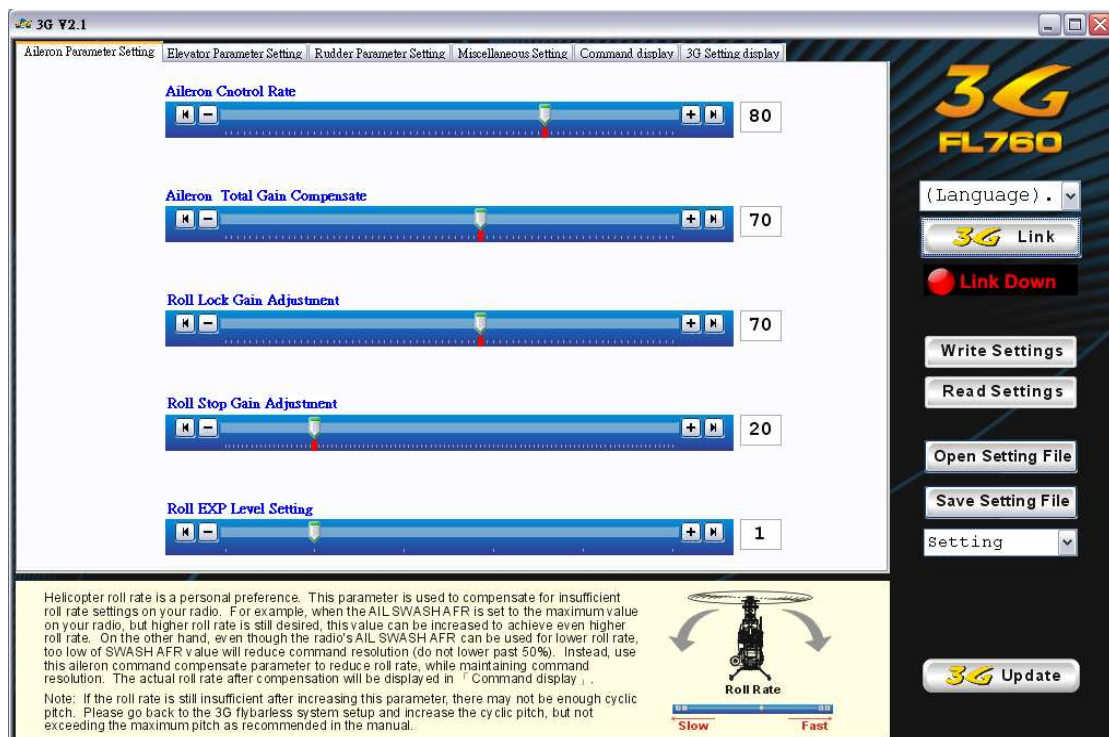 3G V2.1
Aileron Parameter Setting Elevator Parameter Setting Rudder Parameter Setting Miscellaneous Setting Command display 3G Setting display
Aileron Cnotrol Rate
80
Aileron Total Gain Compensate
70
Roll Lock Gain Adjustment
70
Roll Stop Gain Adjustment
20
Roll EXP Level Setting
1
3G
FL760
(Language).
3G Link
Link Down
Write Settings
Read Settings
Open Setting File
Save Setting File
Setting
3G Update
Helicopter roll rate is a personal preference. This parameter is used to compensate for insufficient
roll rate settings on your radio. For example, when the AIL SWASH AFR is set to the maximum value
on your radio, but higher roll rate is still desired, this value can be increased to achieve even higher
roll rate. On the other hand, even though the radio's AIL SWASH AFR can be used for lower roll rate,
too low of SWASH AFR value will reduce command resolution (do not lower past 50%). Instead, use
this aileron command compensate parameter to reduce roll rate, while maintaining command
resolution. The actual roll rate after compensation will be displayed in 「Command display」.
Note: If the roll rate is still insufficient after increasing this parameter, there may not be enough cyclic
pitch. Please go back to the 3G flybarless system setup and increase the cyclic pitch, but not
exceeding the maximum pitch as recommended in the manual.
Roll Rate
Slow Fast